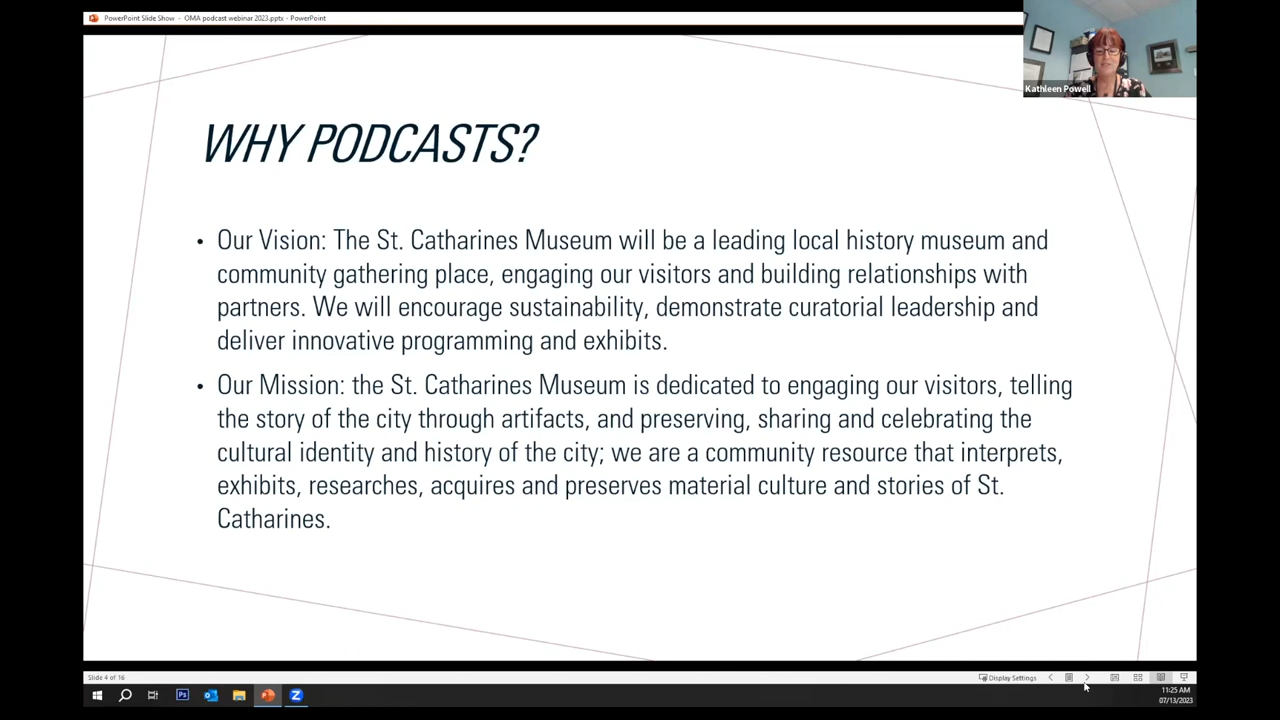 PowerPoint Slide Show - OMA podcast webinar 2023.pptx - PowerPoint
Kathleen Powell
WHY PODCASTS?
• Our Vision: The St. Catharines Museum will be a leading local history museum and
community gathering place, engaging our visitors and building relationships with
partners. We will encourage sustainability, demonstrate curatorial leadership and
deliver innovative programming and exhibits.
• Our Mission: the St. Catharines Museum is dedicated to engaging our visitors, telling
the story of the city through artifacts, and preserving, sharing and celebrating the
cultural identity and history of the city; we are a community resource that interprets,
exhibits, researches, acquires and preserves material culture and stories of St.
Catharines.
Slide 4 of 16
Display Settings
Ps
11:25 AM
07/13/2023